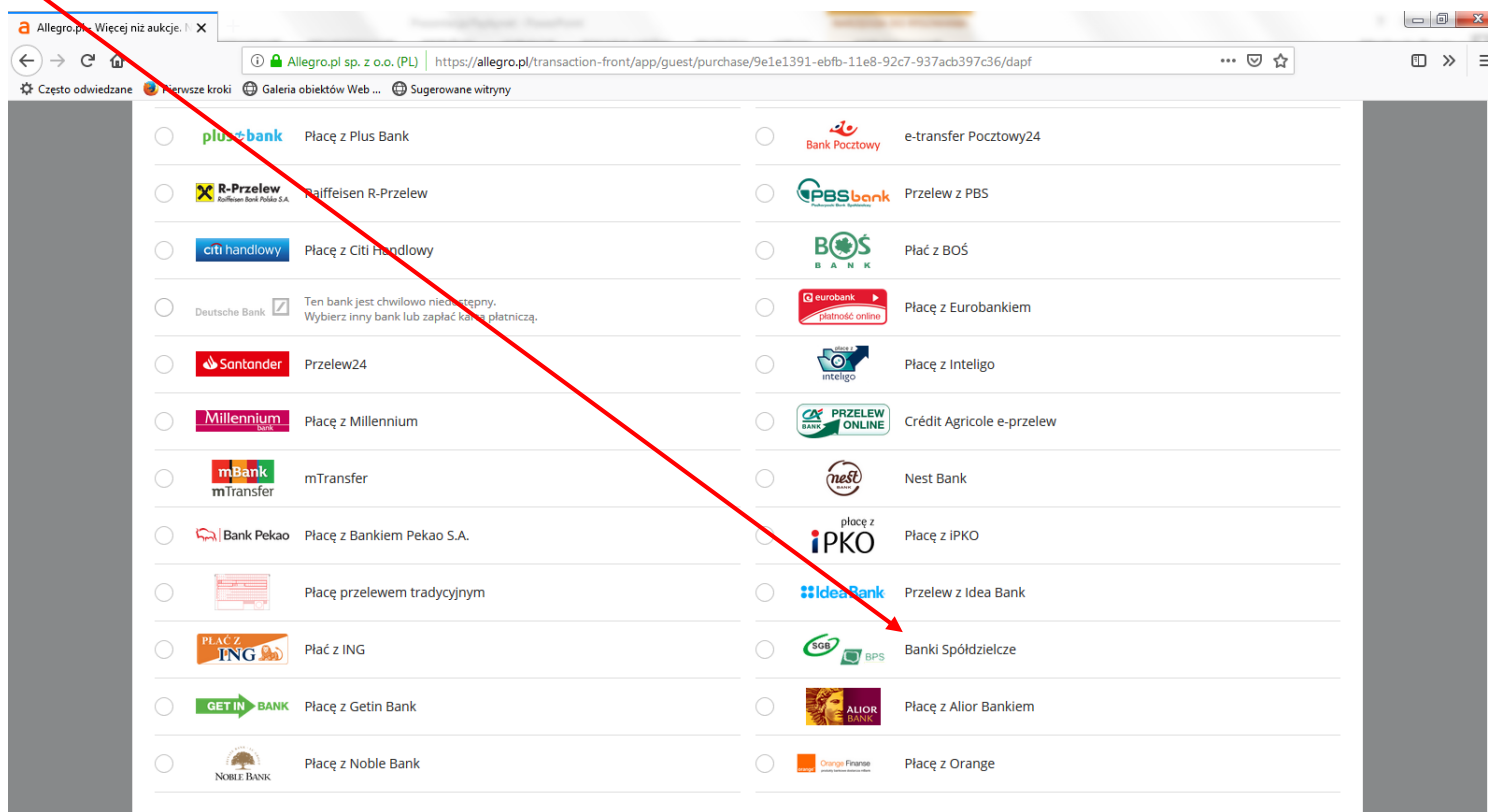 Allegro.pl - Więcej niż aukcje. N
Allegro.pl sp. z o.o. (PL) https://allegro.pl/transaction-front/app/guest/purchase/9e1e1391-ebfb-11e8-92c7-937acb397c36/dapf
Często odwiedzane Pierwsze kroki Galeria obiektów Web ... Sugerowane witryny
plus bank Płacę z Plus Bank
Bank Pocztowy e-transfer Pocztowy24
R-Przelew
Raiffeisen Bank Polska S.A.
Raiffeisen R-Przelew
PBSbank Przelew z PBS
citi handlowy Płacę z Citi Handlowy
BOŚ
BANK
Płać z BOŚ
Deutsche Bank
Ten bank jest chwilowo niedostępny.
Wybierz inny bank lub zapłać kartą płatniczą.
eurobank
płatność online
Płacę z Eurobankiem
Santander Przelew24
płacę z
inteligo
Płacę z Inteligo
Millennium
bank
Płacę z Millennium
CA BANK
PRZELEW
ONLINE
Crédit Agricole e-przelew
mBank
mTransfer
mTransfer
nest
BANK
Nest Bank
Bank Pekao Płacę z Bankiem Pekao S.A.
płacę z
iPKO
Płacę z iPKO
Płacę przelewem tradycyjnym
IdeaBank Przelew z Idea Bank
PŁAĆ Z
ING
Płać z ING
SGB BPS Banki Spółdzielcze
GET IN BANK Płacę z Getin Bank
ALIOR
BANK
Płacę z Alior Bankiem
NOBLE BANK Płacę z Noble Bank
orange Orange Finanse Płacę z Orange